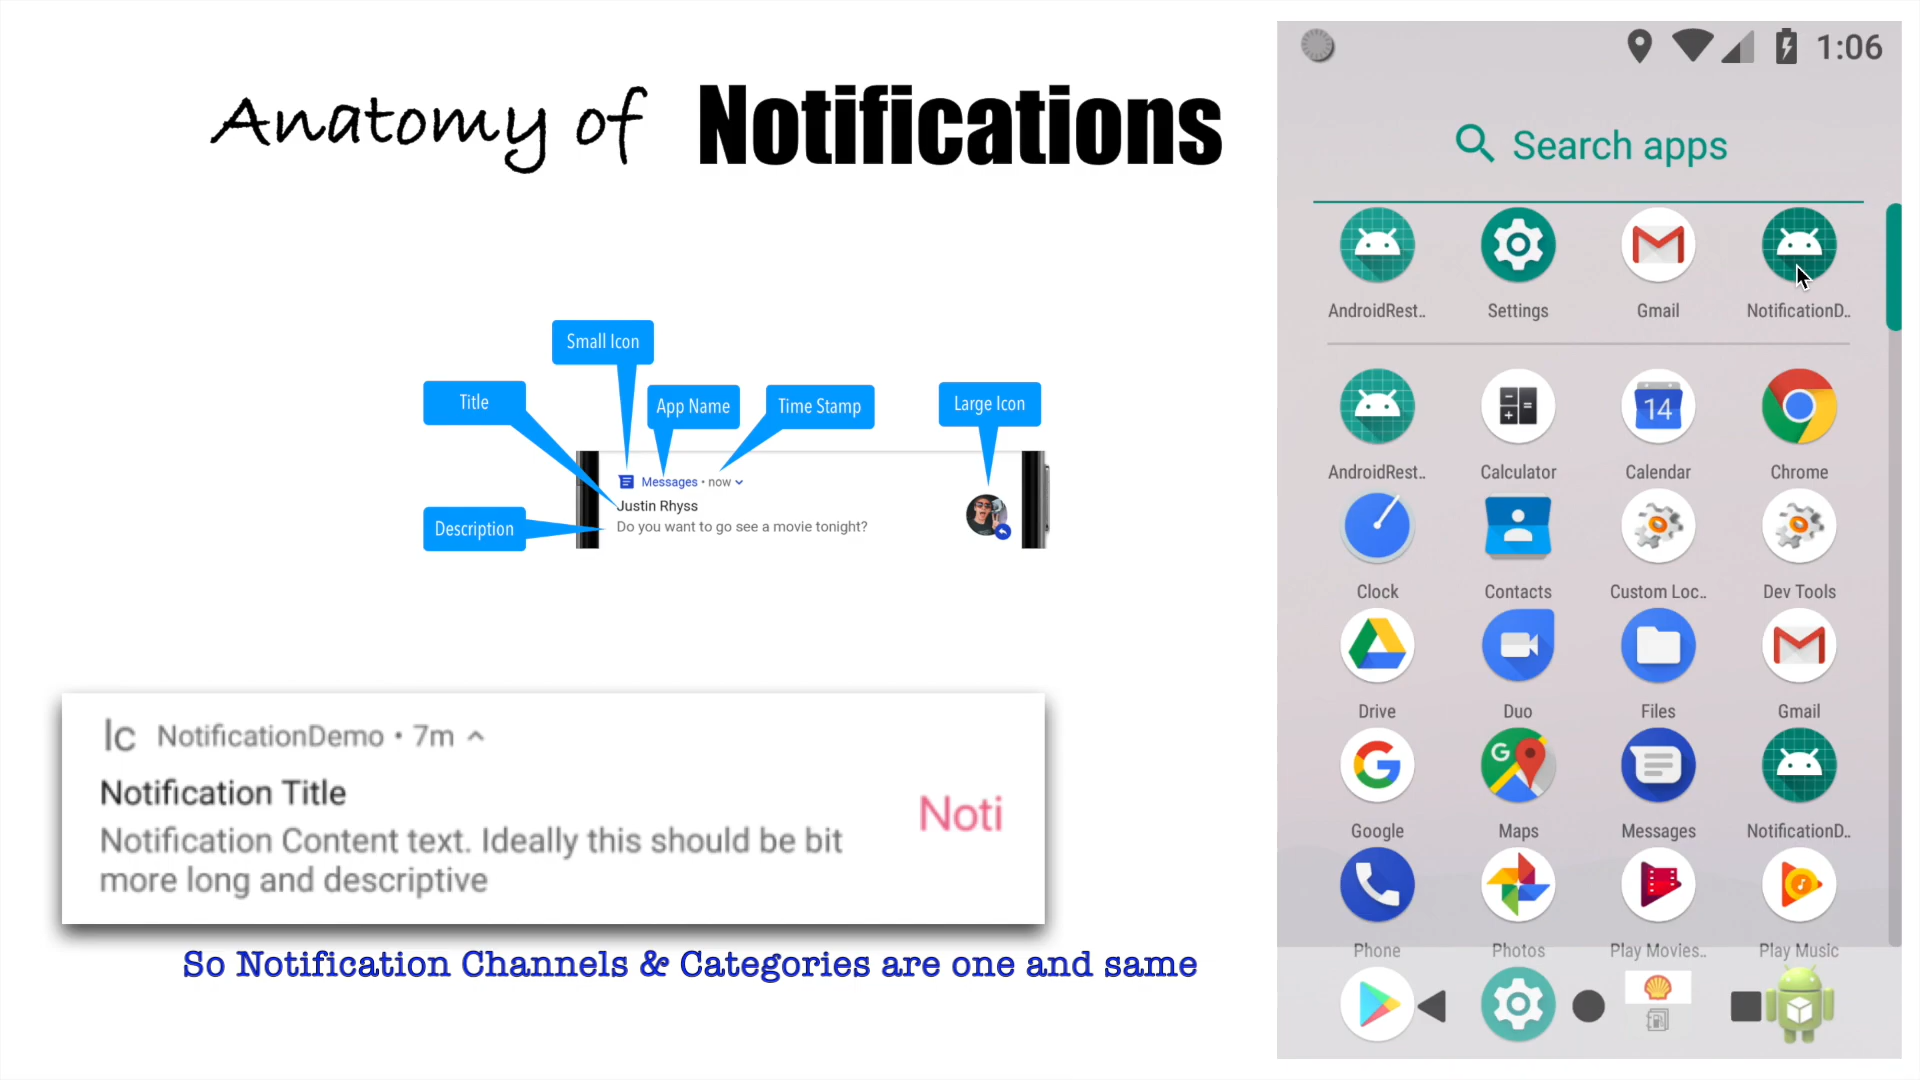 Anatomy of Notifications
Small Icon
Title
App Name
Time Stamp
Large Icon
Messages • now
Justin Rhyss
Do you want to go see a movie tonight?
Description
Ic NotificationDemo • 7m
Notification Title
Notification Content text. Ideally this should be bit
more long and descriptive
Noti
So Notification Channels & Categories are one and same
1:06
Search apps
AndroidRest.. Settings Gmail NotificationD..
14
AndroidRest.. Calculator Calendar Chrome
Clock Contacts Custom Loc.. Dev Tools
Drive Duo Files Gmail
G G
Google Maps Messages NotificationD..
Phone Photos Play Movies.. Play Music